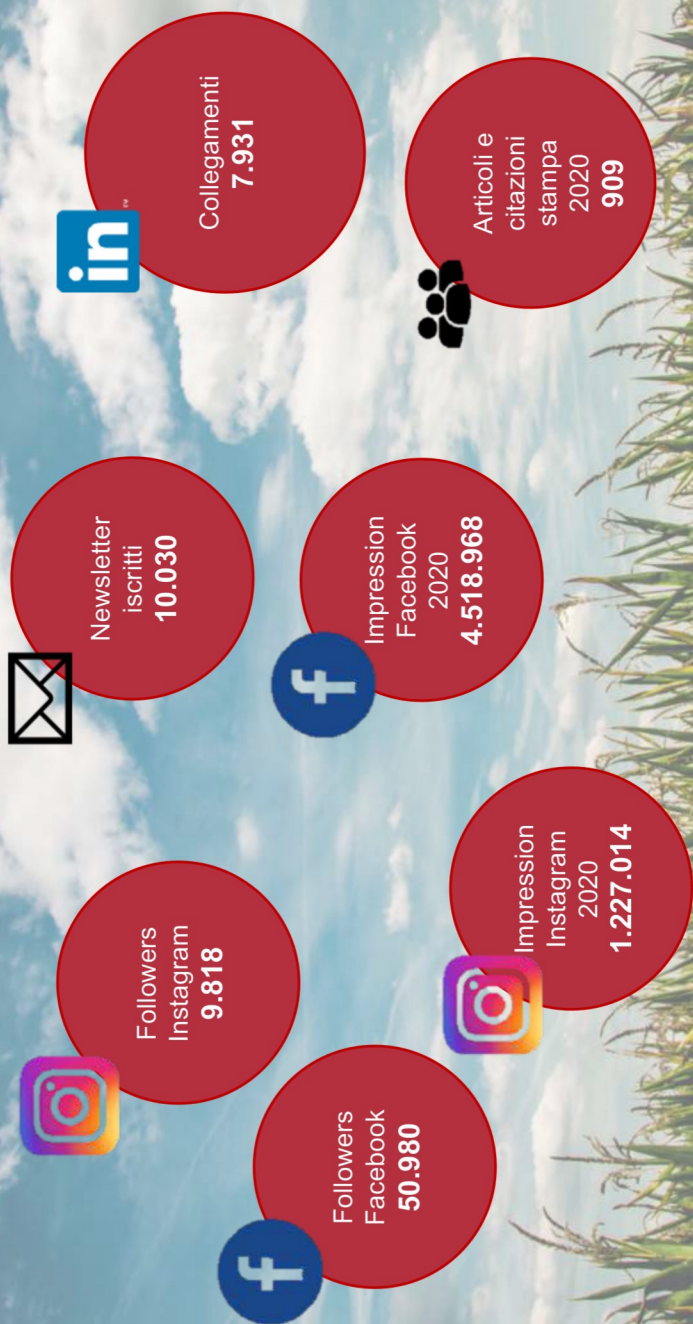 Followers
Instagram
9.818
Newsletter
iscritti
10.030
in
Collegamenti
7.931
f
Followers
Facebook
50.980
f
Impression
Facebook
2020
4.518.968
Impression
Instagram
2020
1.227.014
Articoli e
citazioni
stampa
2020
909